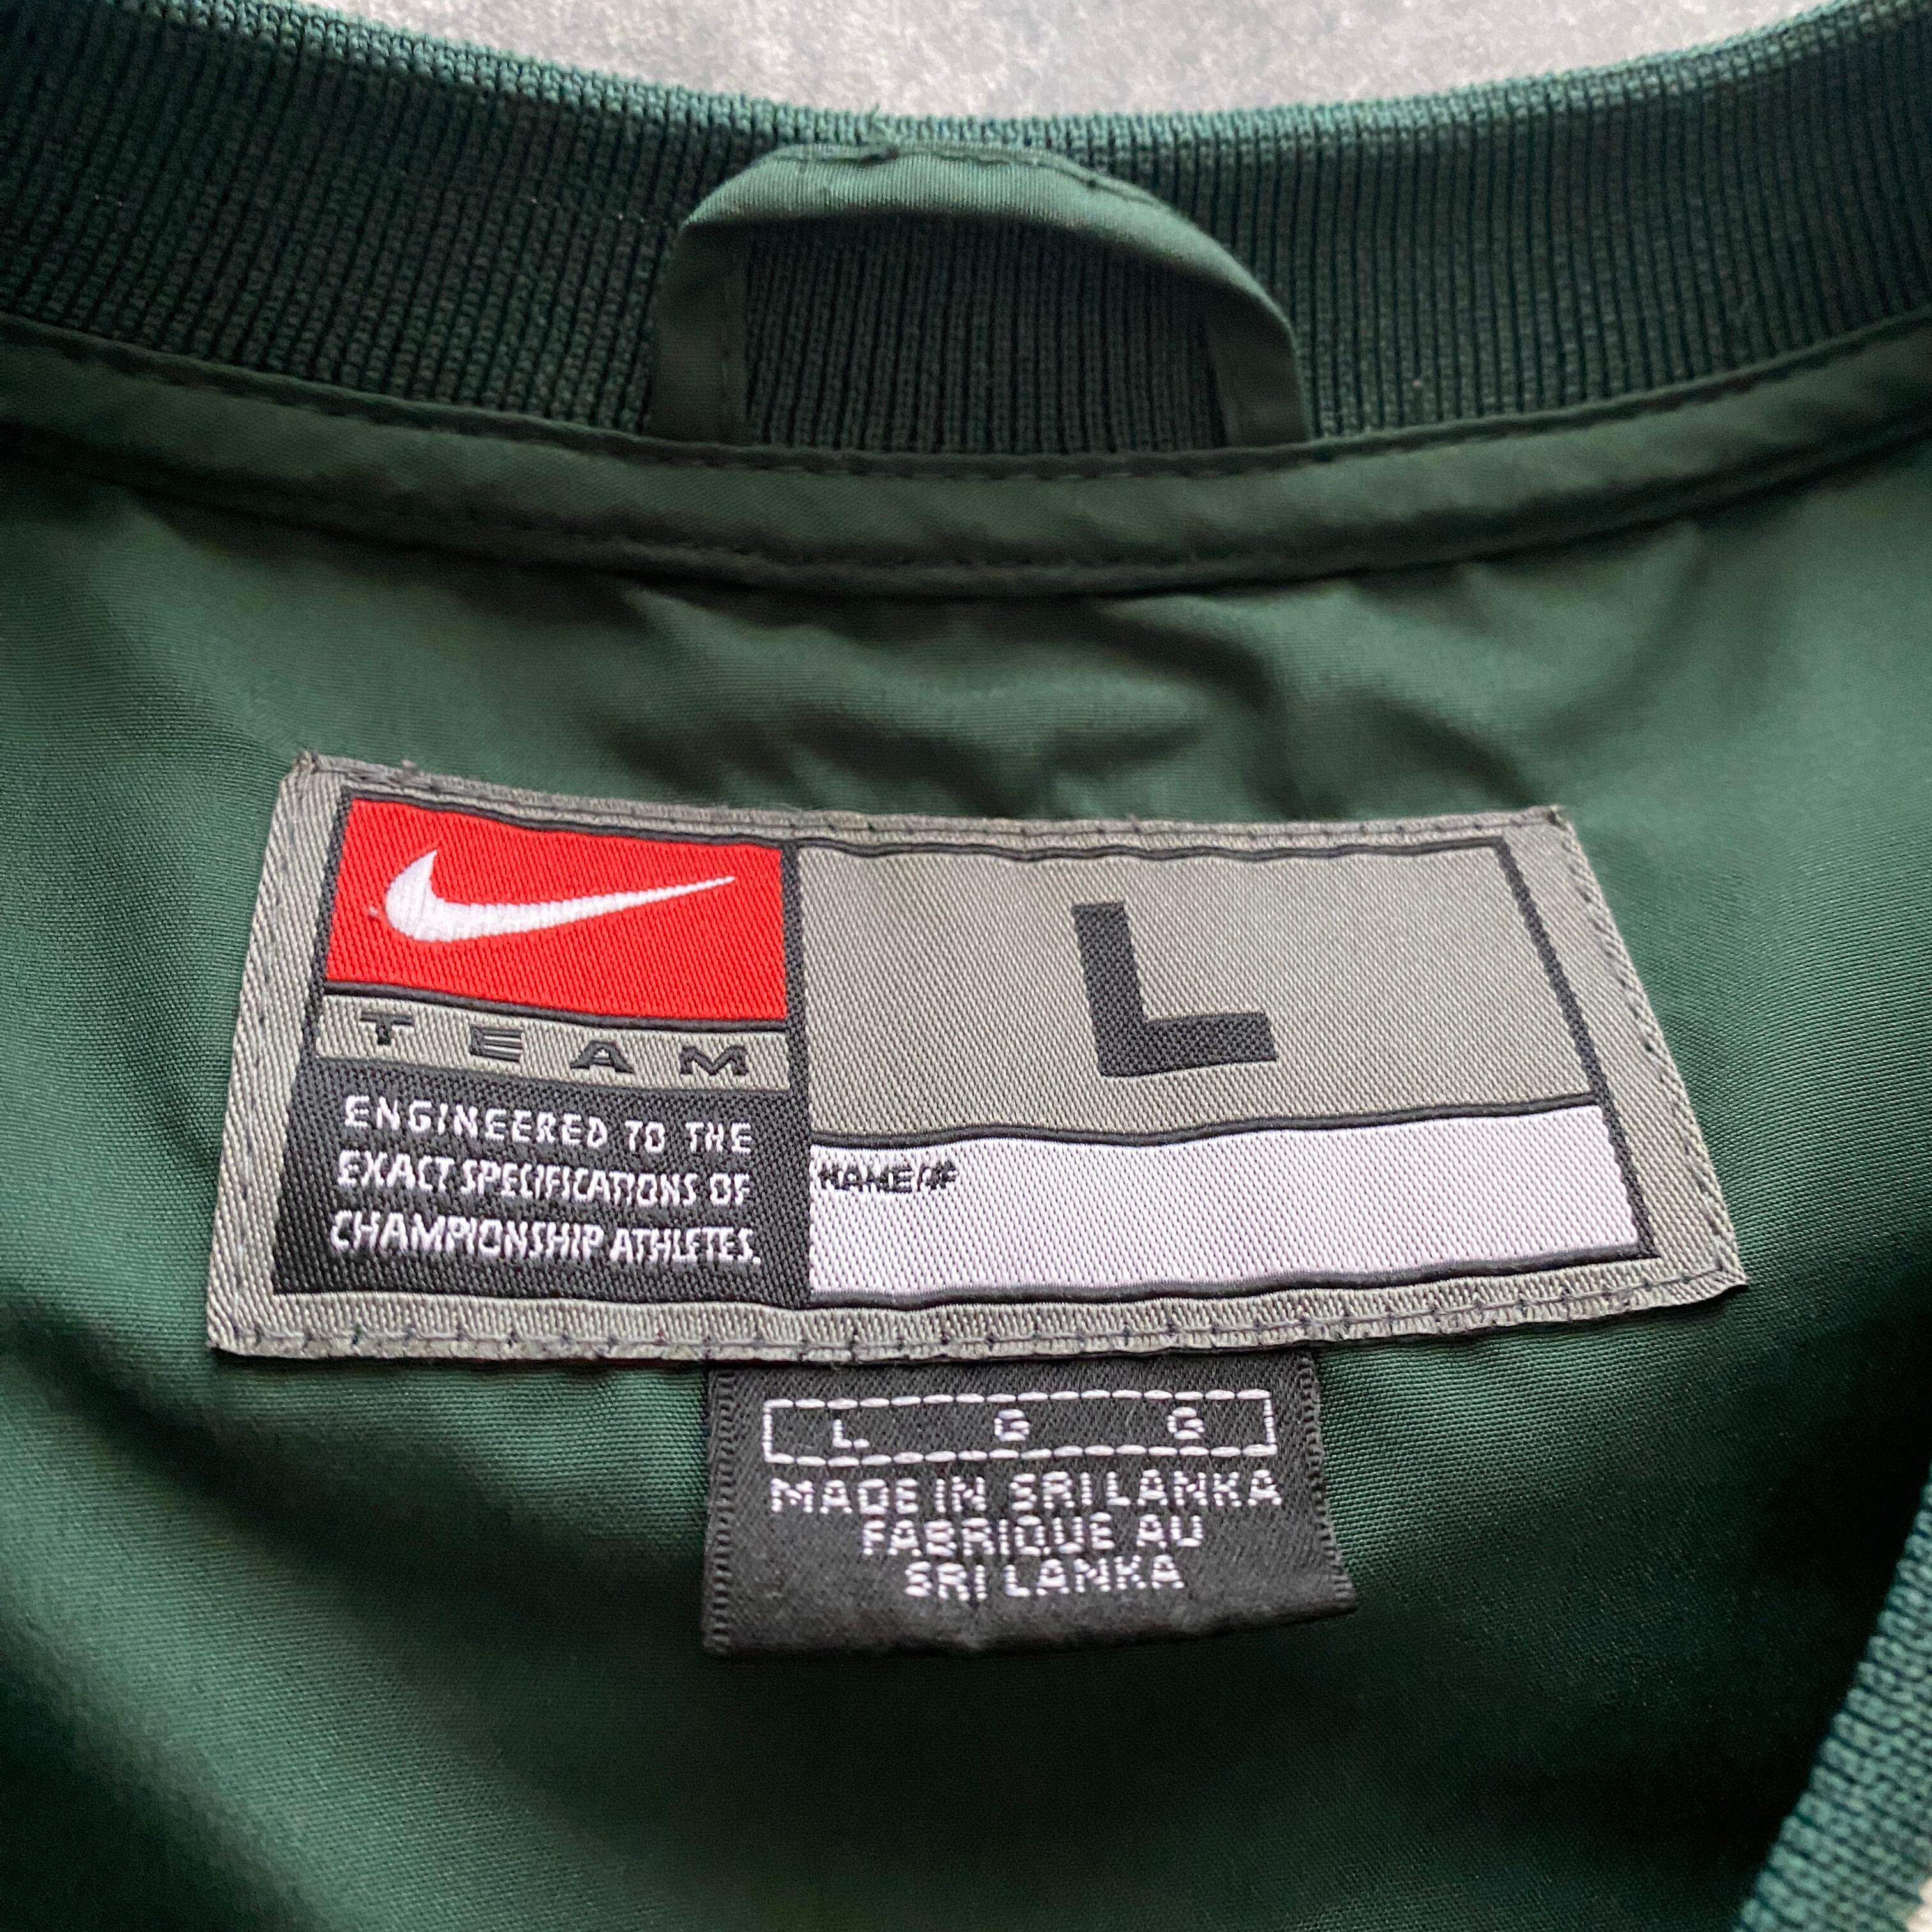 TEAM
ENGINEERED TO THE
EXACT SPECIFICATIONS OF
CHAMPIONSHIP ATHLETES.
L
NAME/#
L G G
MADE IN SRI LANKA
FABRIQUE AU
SRI LANKA